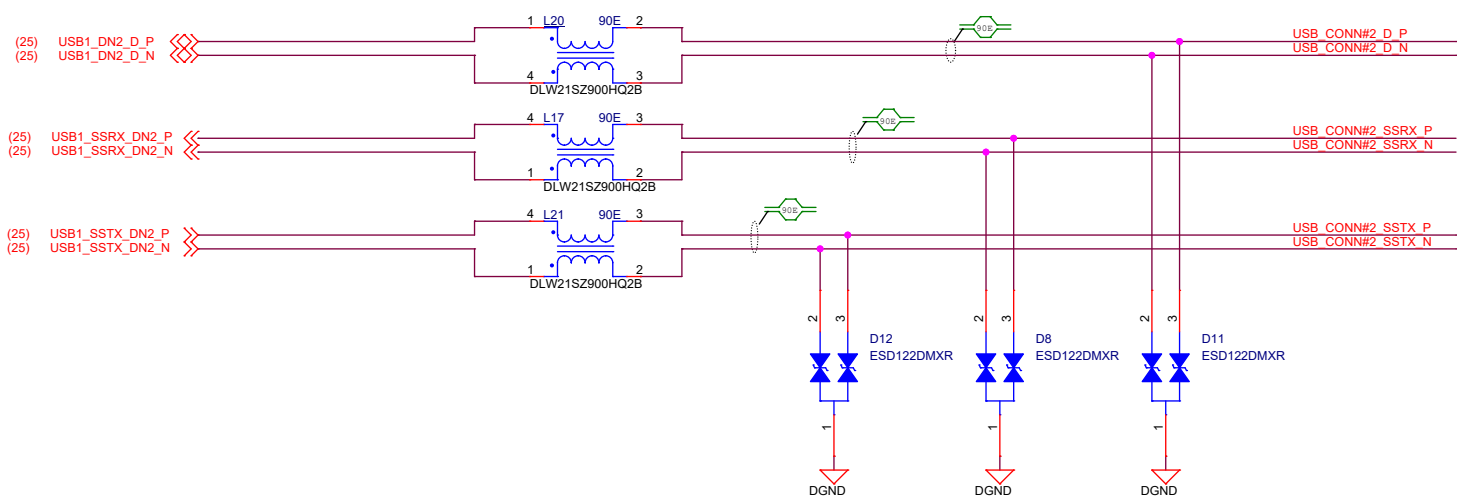 1 L20 90E 2
90E
(25) USB1_DN2_D_P USB_CONN#2_D_P
(25) USB1_DN2_D_N USB_CONN#2_D_N
4 3
DLW21SZ900HQ2B
4 L17 90E 3
90E
(25) USB1_SSRX_DN2_P USB_CONN#2_SSRX_P
(25) USB1_SSRX_DN2_N USB_CONN#2_SSRX_N
1 2
DLW21SZ900HQ2B
4 L21 90E 3
90E
(25) USB1_SSTX_DN2_P USB_CONN#2_SSTX_P
(25) USB1_SSTX_DN2_N USB_CONN#2_SSTX_N
1 2
DLW21SZ900HQ2B
2 3 2 3 2 3
D12 D8 D11
ESD122DMXR ESD122DMXR ESD122DMXR
1 1 1
DGND DGND DGND